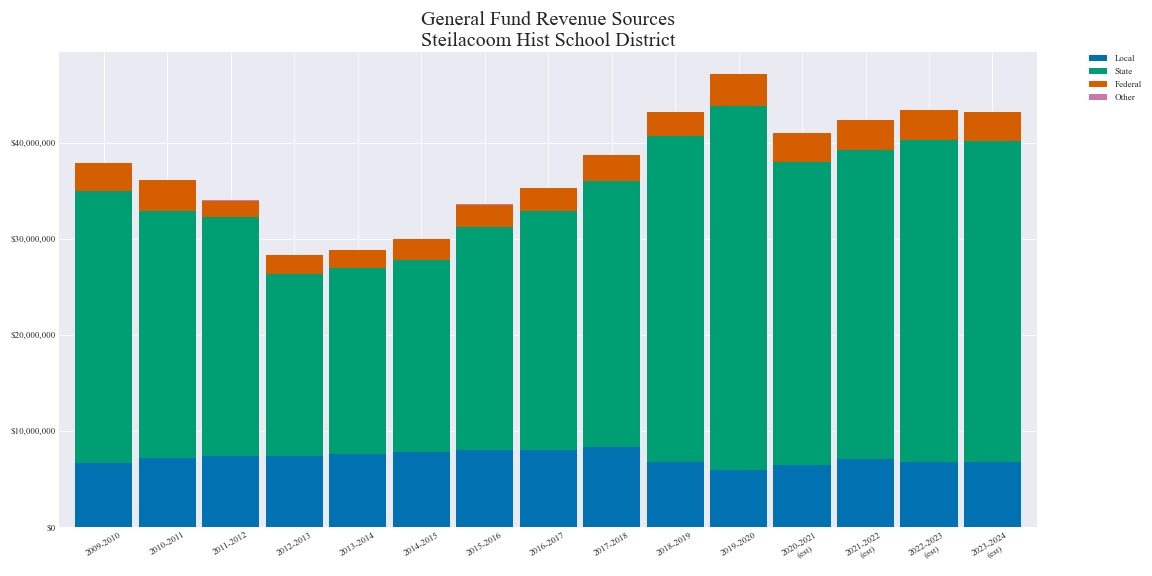 General Fund Revenue Sources
Steilacoom Hist School District
Local
State
Federal
Other
$40,000,000
$30,000,000
$20,000,000
$10,000,000
$0
2009-2010
2010-2011
2011-2012
2012-2013
2013-2014
2014-2015
2015-2016
2016-2017
2017-2018
2018-2019
2019-2020
2020-2021
(est)
2021-2022
(est)
2022-2023
(est)
2023-2024
(est)